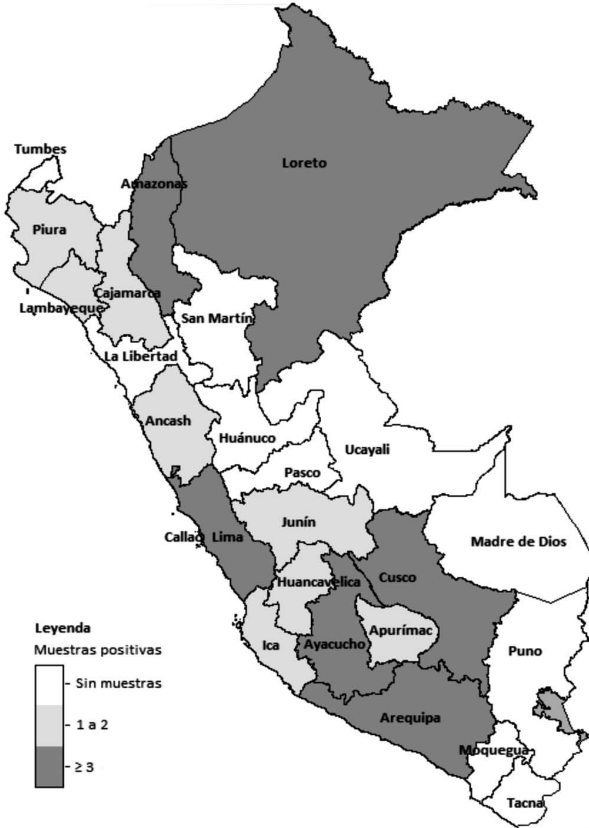 Tumbes
Loreto
Amazonas
Piura
Cajamarca
Lambayeque
San Martín
La Libertad
Ancash
Huánuco
Ucayali
Pasco
Junín
Callao
Lima
Madre de Dios
Huancavelica
Cusco
Ica
Ayacucho
Apurímac
Puno
Arequipa
Moquegua
Tacna
Leyenda
Muestras positivas
Sin muestras
1 a 2
≥ 3